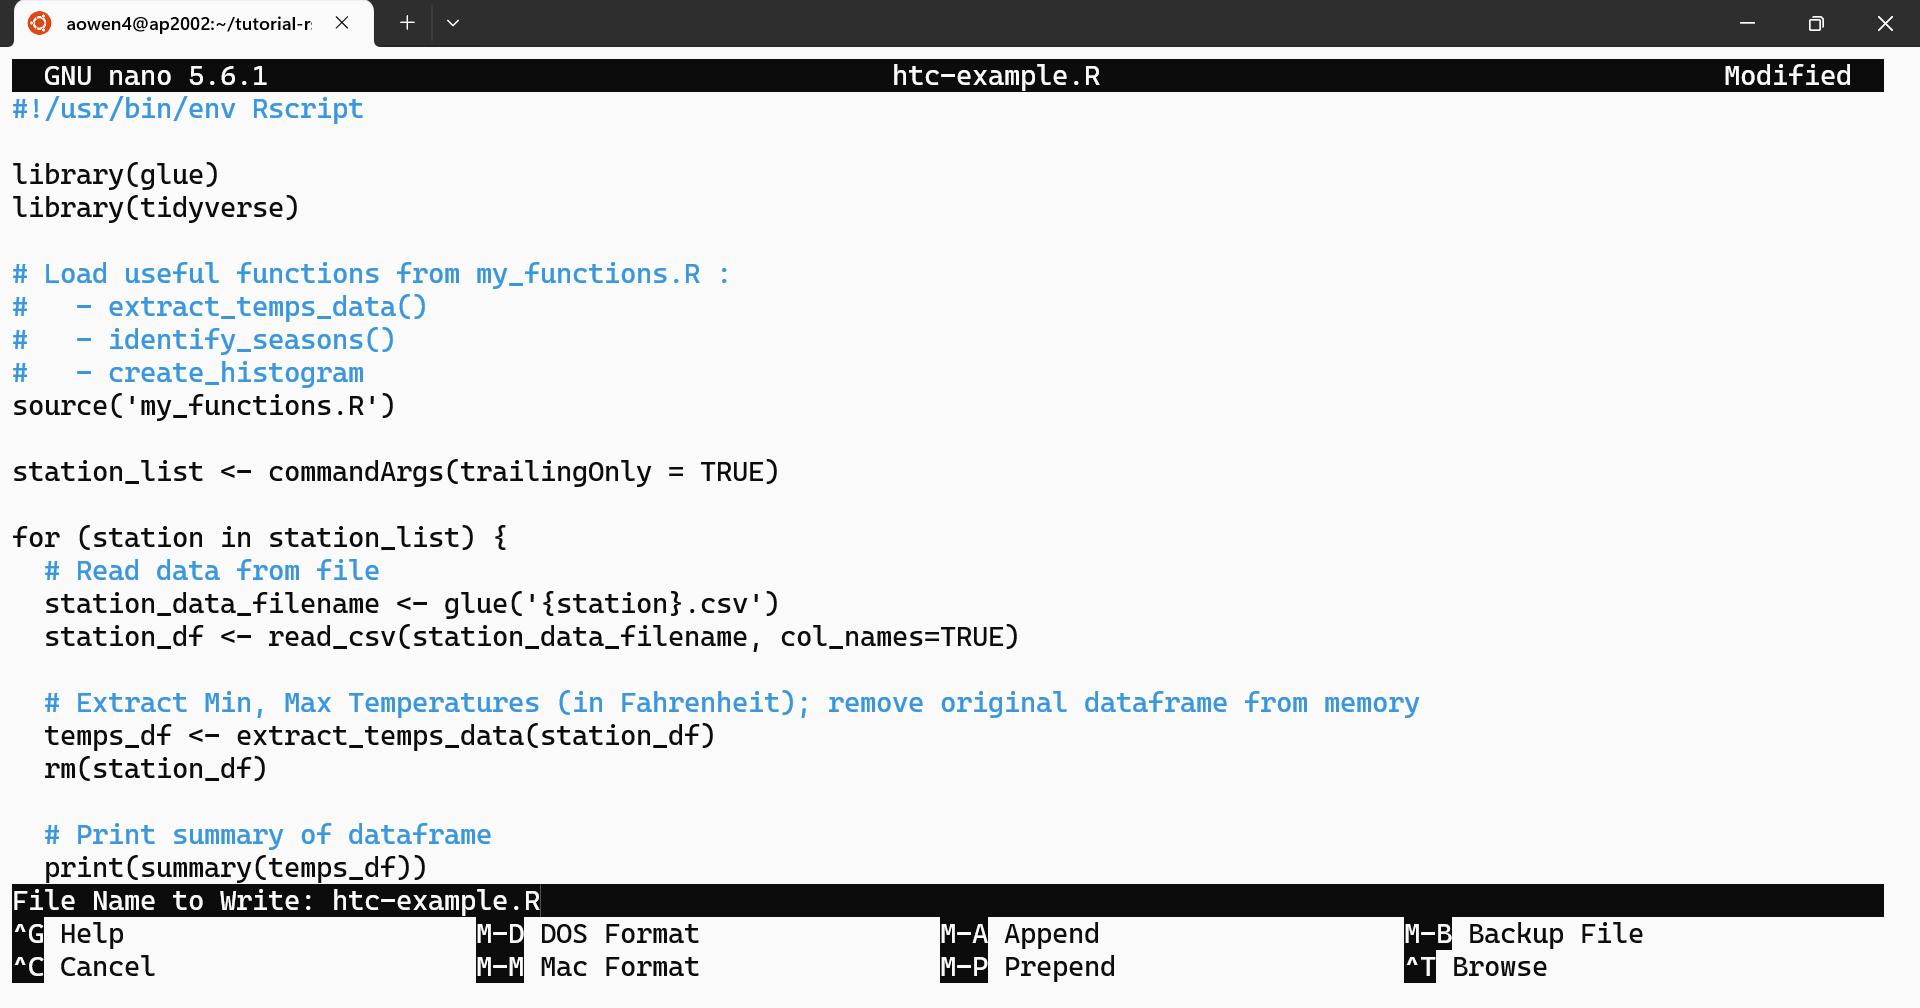 aowen4@ap2002:~/tutorial-r
GNU nano 5.6.1 htc-example.R Modified
#!/usr/bin/env Rscript
library(glue)
library(tidyverse)
# Load useful functions from my_functions.R :
#   - extract_temps_data()
#   - identify_seasons()
#   - create_histogram
source('my_functions.R')
station_list <- commandArgs(trailingOnly = TRUE)
for (station in station_list) {
  # Read data from file
  station_data_filename <- glue('{station}.csv')
  station_df <- read_csv(station_data_filename, col_names=TRUE)
  # Extract Min, Max Temperatures (in Fahrenheit); remove original dataframe from memory
  temps_df <- extract_temps_data(station_df)
  rm(station_df)
  # Print summary of dataframe
  print(summary(temps_df))
File Name to Write: htc-example.R
^G Help M-D DOS Format M-A Append M-B Backup File
^C Cancel M-M Mac Format M-P Prepend ^T Browse